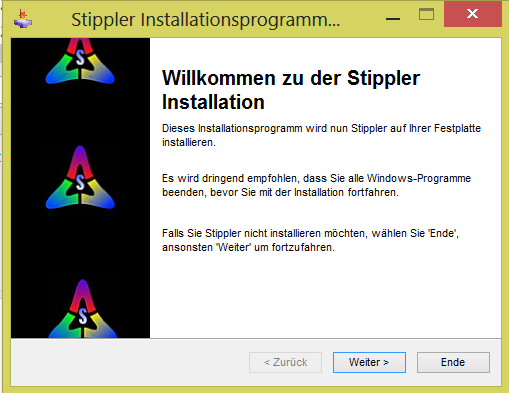 Stippler Installationsprogramm...
S
Willkommen zu der Stippler
Installation
Dieses Installationsprogramm wird nun Stippler auf Ihrer Festplatte
installieren.
S
Es wird dringend empfohlen, dass Sie alle Windows-Programme
beenden, bevor Sie mit der Installation fortfahren.
Falls Sie Stippler nicht installieren möchten, wählen Sie 'Ende',
ansonsten 'Weiter' um fortzufahren.
S
< Zurück
Weiter >
Ende